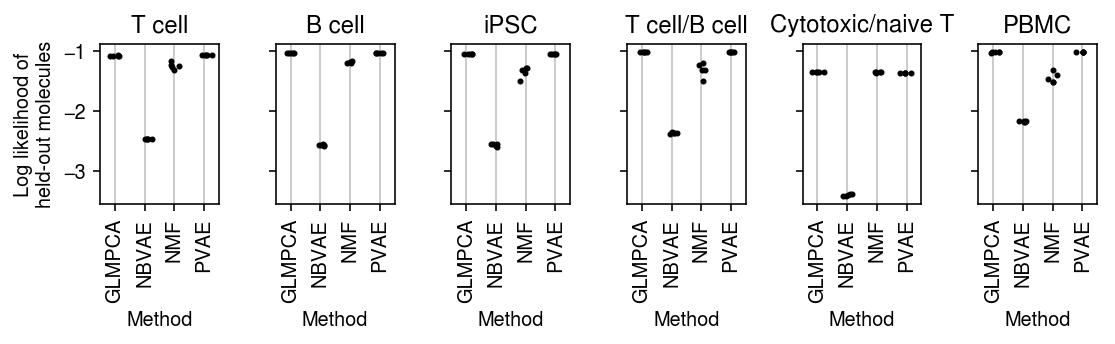 T cell
B cell
iPSC
T cell/B cell
Cytotoxic/naive T
PBMC
Log likelihood of
held-out molecules
−1
−2
−3
GLMPCA
NBVAE
NMF
PVAE
GLMPCA
NBVAE
NMF
PVAE
GLMPCA
NBVAE
NMF
PVAE
GLMPCA
NBVAE
NMF
PVAE
GLMPCA
NBVAE
NMF
PVAE
GLMPCA
NBVAE
NMF
PVAE
Method
Method
Method
Method
Method
Method